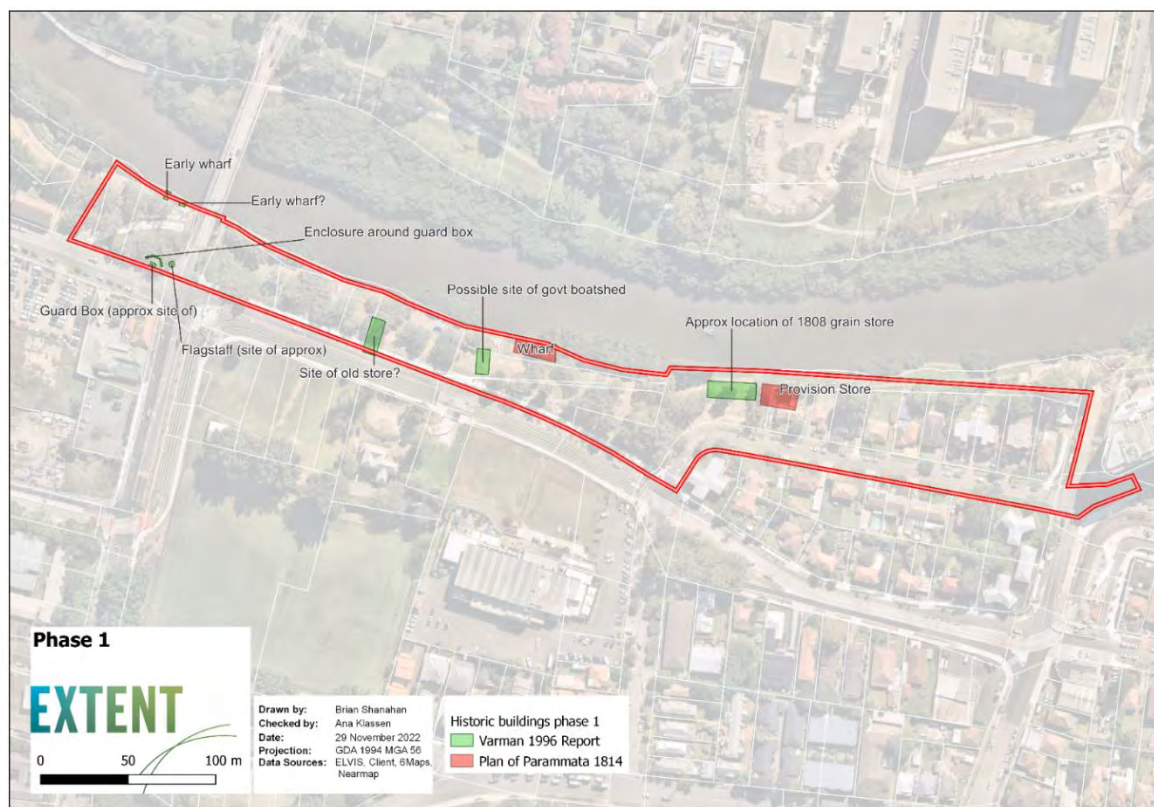 Early wharf
Early wharf?
Enclosure around guard box
Possible site of govt boatshed
Guard Box (approx site of)
Approx location of 1808 grain store
Flagstaff (site of approx)
Wharf
Site of old store?
Provision Store
Phase 1
EXTENT
0 50 100 m
Drawn by: Brian Shanahan
Checked by: Ana Klassen
Date: 29 November 2022
Projection: GDA 1994 MGA 56
Data Sources: ELVIS, Client, 6Maps,
Nearmap
Historic buildings phase 1
Varman 1996 Report
Plan of Parammata 1814